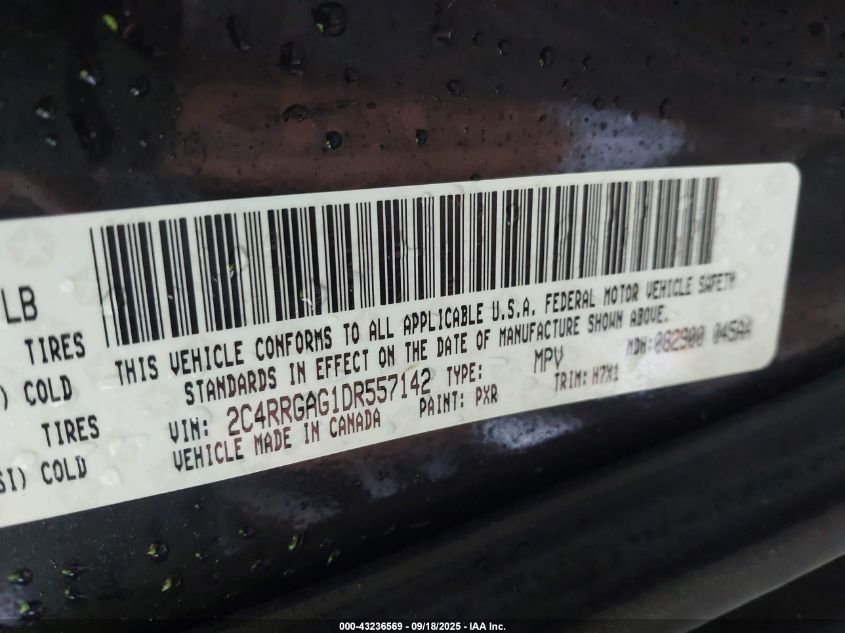 LB
TIRES
) COLD
TIRES
SI) COLD
THIS VEHICLE CONFORMS TO ALL APPLICABLE U.S.A. FEDERAL MOTOR VEHICLE SAFETY
STANDARDS IN EFFECT ON THE DATE OF MANUFACTURE SHOWN ABOVE.
VIN: 2C4RRGAG1DR557142 TYPE: MPV MDH: 082900 045AA
VEHICLE MADE IN CANADA PAINT: PXR TRIM: H7X1
000-43236569 - 09/18/2025 - IAA Inc.